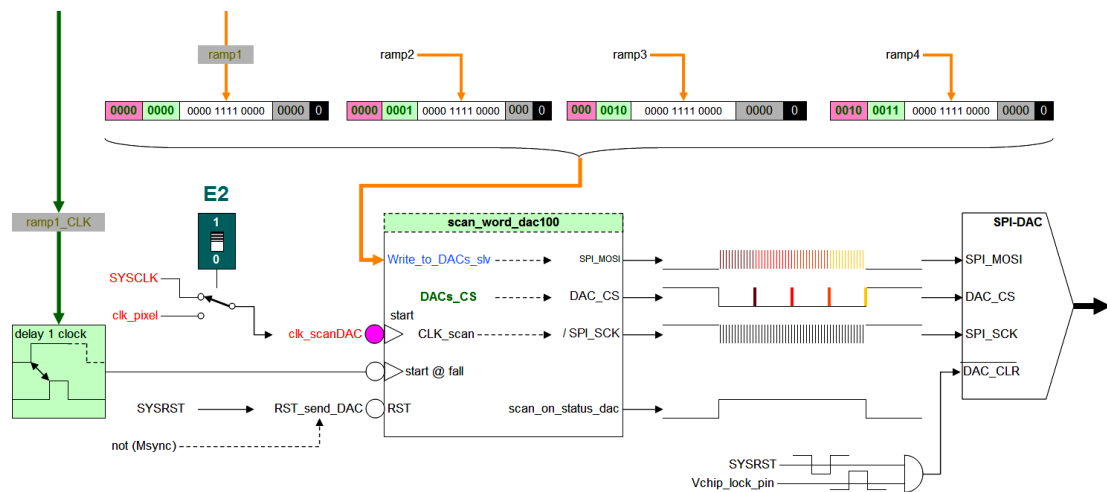 ramp1
ramp2
ramp3
ramp4
0000 0000 0000 1111 0000 0000 0
0000 0001 0000 1111 0000 000 0
000 0010 0000 1111 0000 0000 0
0010 0011 0000 1111 0000 0000 0
ramp1_CLK
E2
1
0
scan_word_dac100
SPI-DAC
Write_to_DACs_slv
SPI_MOSI
SPI_MOSI
SYSCLK
DACs_CS
DAC_CS
DAC_CS
clk_pixel
start
delay 1 clock
clk_scanDAC
CLK_scan
/ SPI_SCK
SPI_SCK
start @ fall
DAC_CLR
SYSRST
RST_send_DAC
RST
scan_on_status_dac
not (Msync)
SYSRST
Vchip_lock_pin